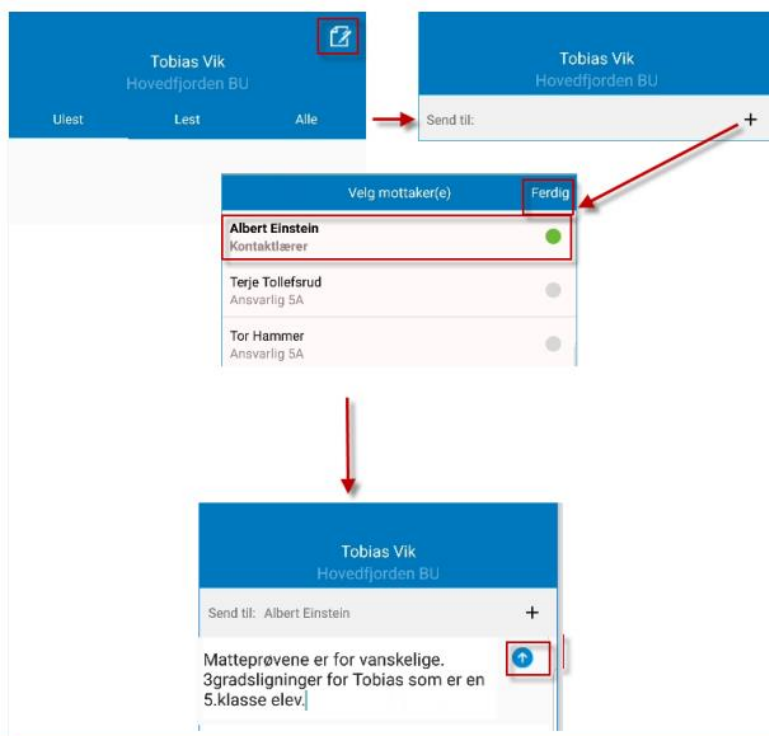 Tobias Vik
Hovedfjorden BU
Ulest Lest Alle
Tobias Vik
Hovedfjorden BU
Send til: +
Velg mottaker(e) Ferdig
Albert Einstein
Kontaktlærer
Terje Tollefsrud
Ansvarlig 5A
Tor Hammer
Ansvarlig 5A
Tobias Vik
Hovedfjorden BU
Send til: Albert Einstein +
Matteprøvene er for vanskelige.
3gradsligninger for Tobias som er en
5.klasse elev.